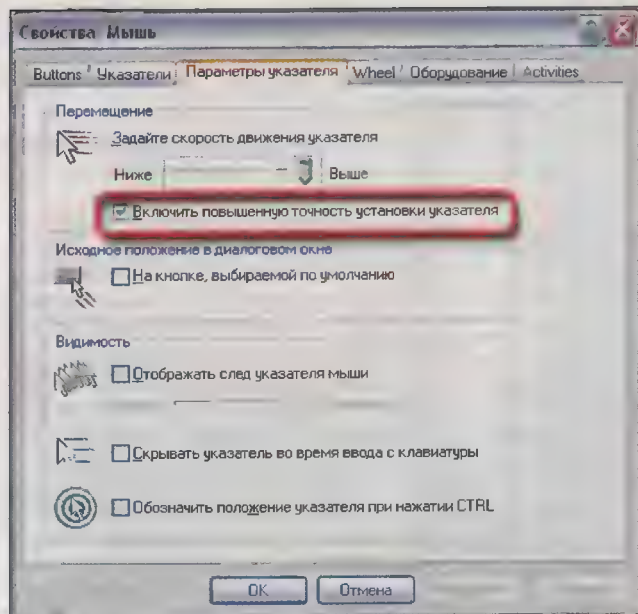 Свойства Мышь
Buttons Указатели Параметры указателя Wheel Оборудование Activities
Перемещение
Задайте скорость движения указателя
Ниже Выше
Включить повышенную точность установки указателя
Исходное положение в диалоговом окне
На кнопке, выбираемой по умолчанию
Видимость
Отображать след указателя мыши
Скрывать указатель во время ввода с клавиатуры
Обозначить положение указателя при нажатии CTRL
ОК Отмена